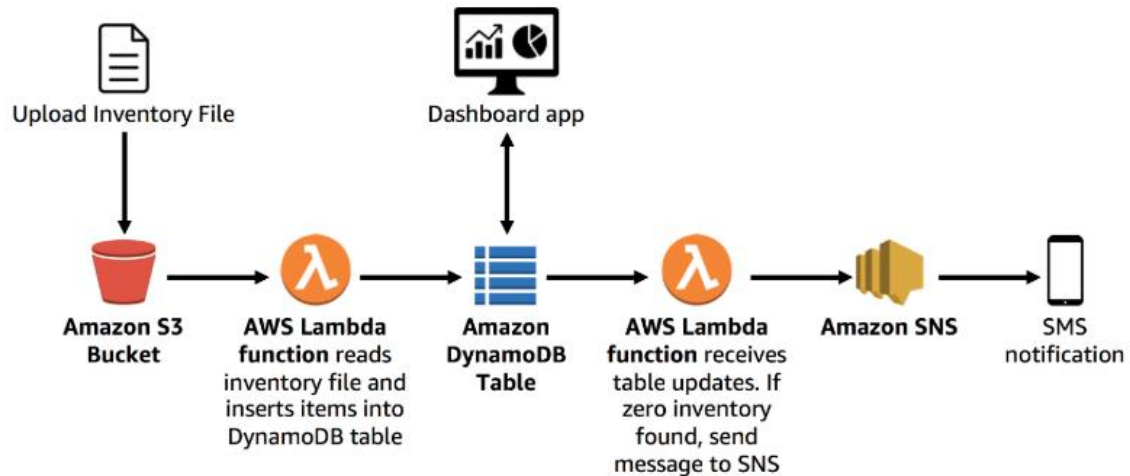 Upload Inventory File
Dashboard app
Amazon S3
Bucket
AWS Lambda
function reads
inventory file and
inserts items into
DynamoDB table
Amazon
DynamoDB
Table
AWS Lambda
function receives
table updates. If
zero inventory
found, send
message to SNS
Amazon SNS
SMS
notification